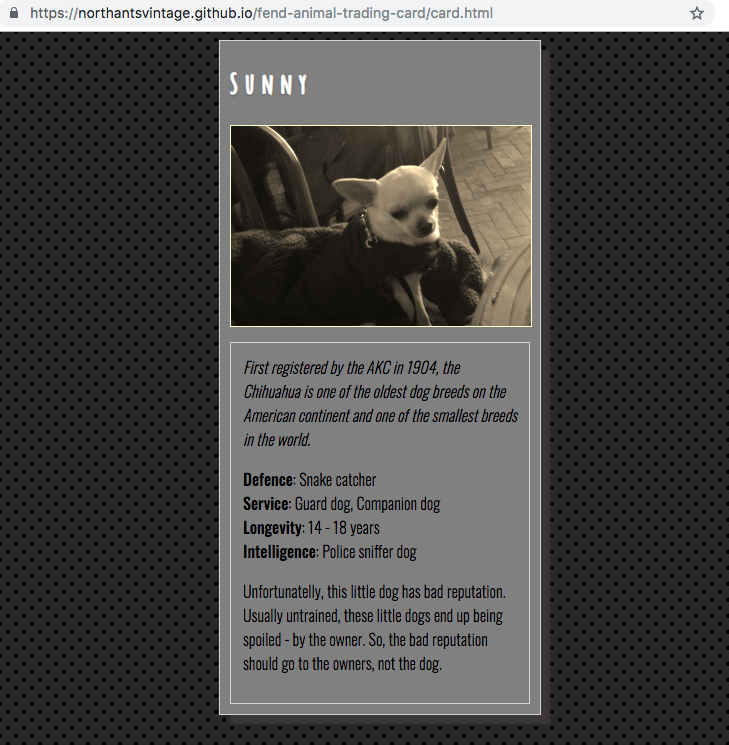 https://northantsvintage.github.io/fend-animal-trading-card/card.html
Sunny
First registered by the AKC in 1904, the
Chihuahua is one of the oldest dog breeds on the
American continent and one of the smallest breeds
in the world.
Defence: Snake catcher
Service: Guard dog, Companion dog
Longevity: 14 - 18 years
Intelligence: Police sniffer dog
Unfortunatelly, this little dog has bad reputation.
Usually untrained, these little dogs end up being
spoiled - by the owner. So, the bad reputation
should go to the owners, not the dog.